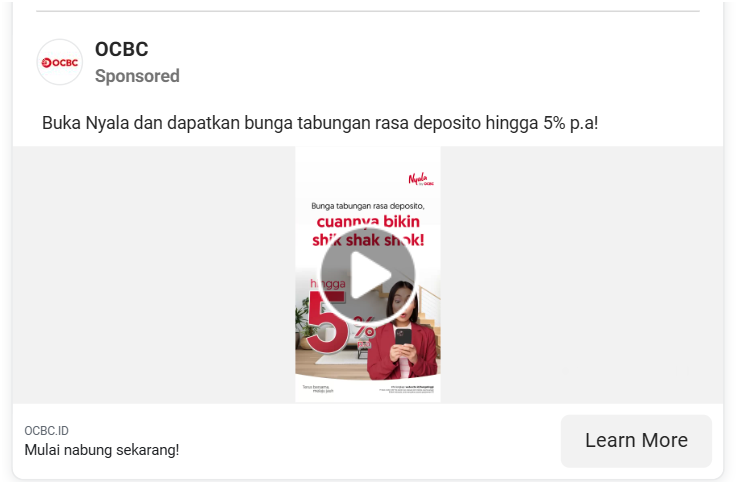 OCBC
OCBC
Sponsored
Buka Nyala dan dapatkan bunga tabungan rasa deposito hingga 5% p.a!
Nyala
by OCBC
Bunga tabungan rasa deposito,
cuannya bikin
shik shak shok!
hingga
5%
OCBC.ID
Mulai nabung sekarang!
Learn More